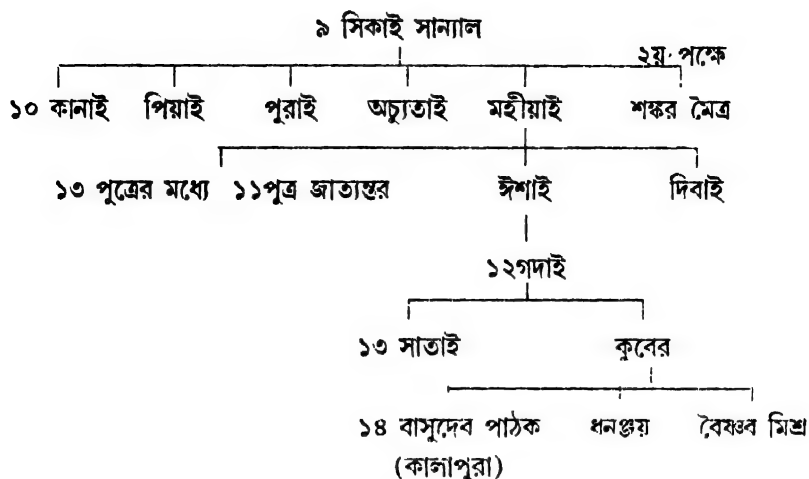 ৯ সিকাই সান্যাল
২য় পক্ষে
১০ কানাই পিয়াই পুরাই অচ্যুতাই মহীয়াই শঙ্কর মৈত্র
১৩ পুত্রের মধ্যে ১১পুত্র জাত্যন্তর ঈশাই দিবাই
১২গদাই
১৩ সাতাই কুবের
১৪ বাসুদেব পাঠক ধনঞ্জয় বৈষ্ণব মিশ্র
(কালাপুরা)